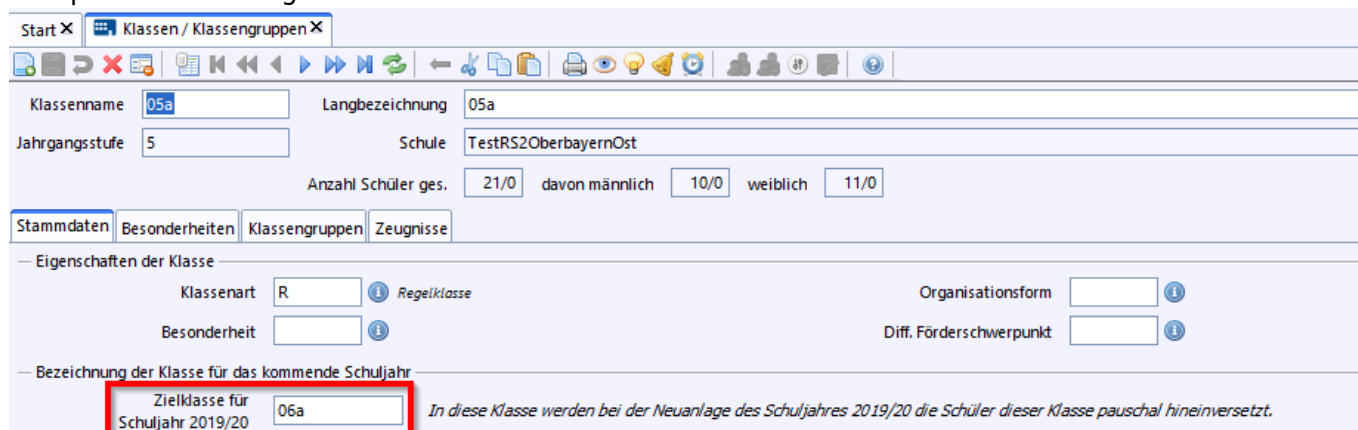 Start Klassen / Klassengruppen
Klassenname 05a Langbezeichnung 05a
Jahrgangsstufe 5 Schule TestRS2OberbayernOst
Anzahl Schüler ges. 21/0 davon männlich 10/0 weiblich 11/0
Stammdaten Besonderheiten Klassengruppen Zeugnisse
Eigenschaften der Klasse
Klassenart R Regelklasse Organisationsform
Besonderheit Diff. Förderschwerpunkt
Bezeichnung der Klasse für das kommende Schuljahr
Zielklasse für
Schuljahr 2019/20 06a In diese Klasse werden bei der Neuanlage des Schuljahres 2019/20 die Schüler dieser Klasse pauschal hineinversetzt.